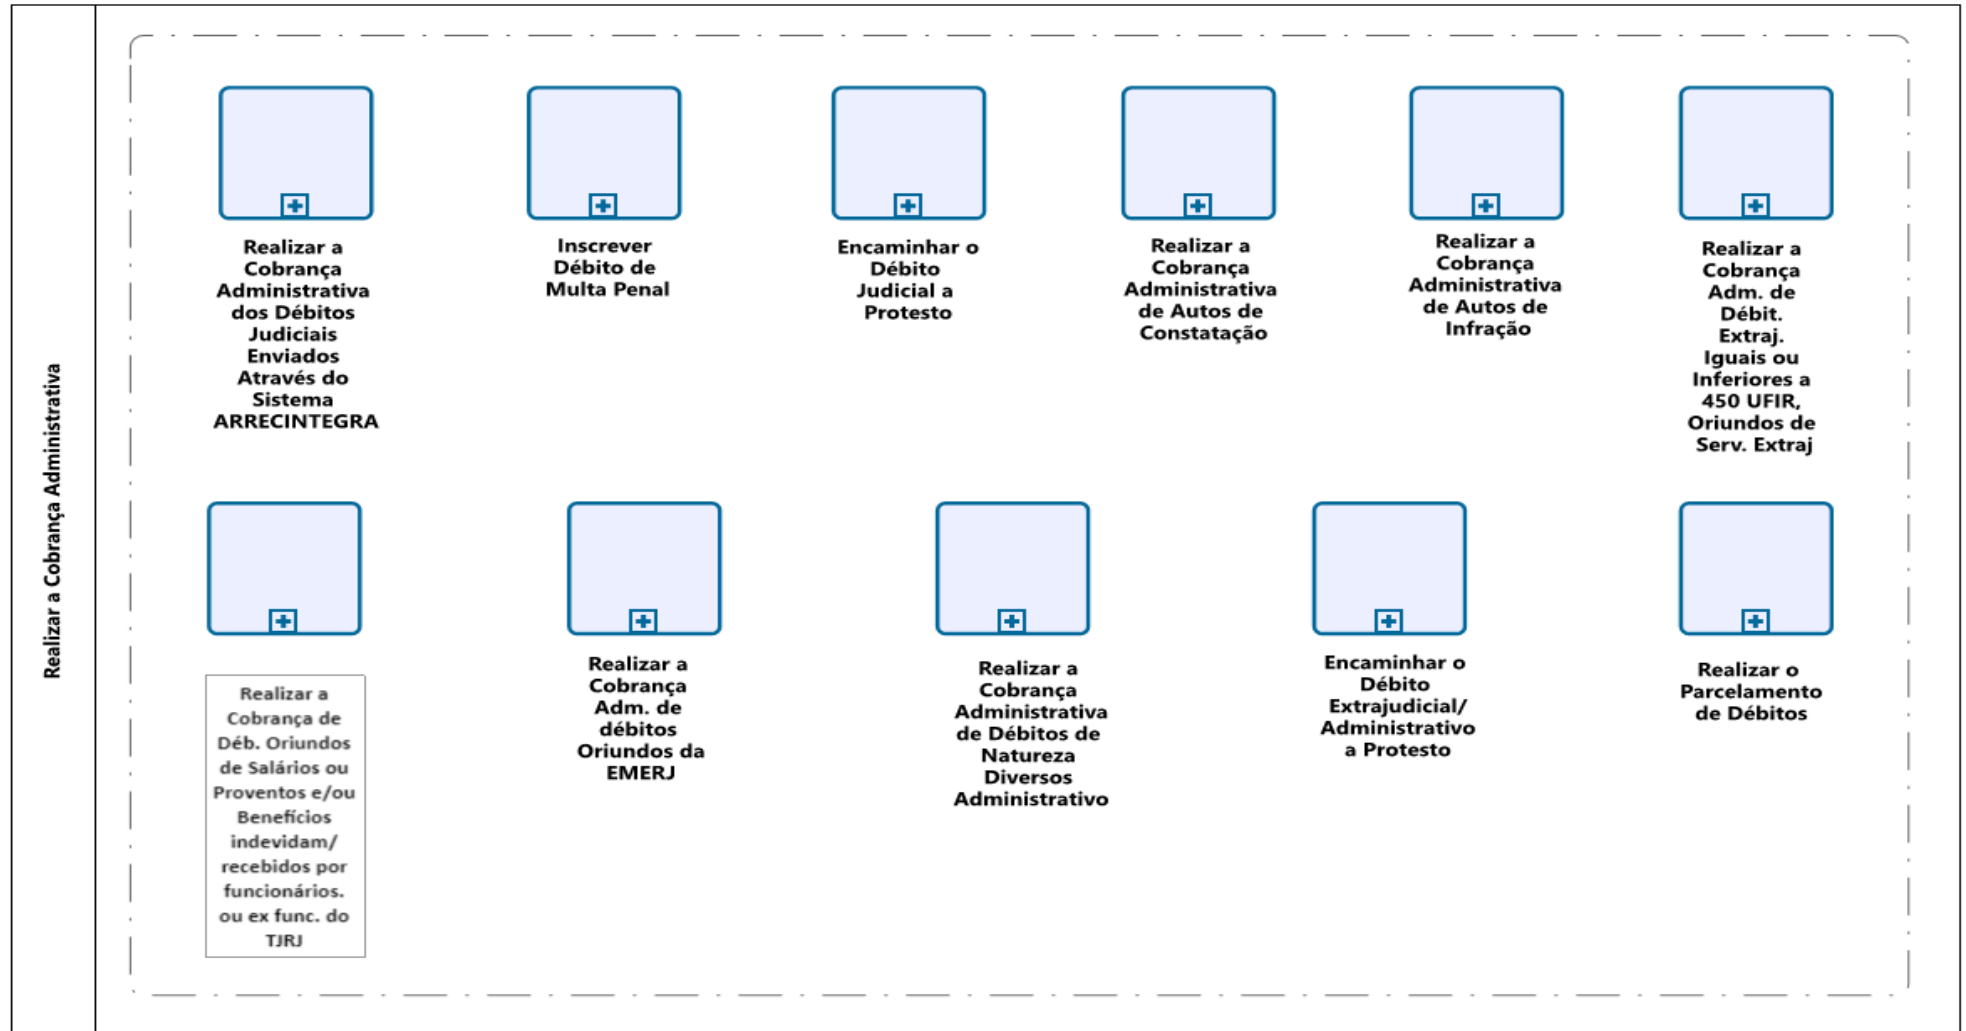 Realizar a Cobrança Administrativa
Realizar a
Cobrança
Administrativa
dos Débitos
Judiciais
Enviados
Através do
Sistema
ARRECINTEGRA
Inscrever
Débito de
Multa Penal
Encaminhar o
Débito
Judicial a
Protesto
Realizar a
Cobrança
Administrativa
de Autos de
Constatação
Realizar a
Cobrança
Administrativa
de Autos de
Infração
Realizar a
Cobrança
Adm. de
Débit.
Extraj.
Iguais ou
Inferiores a
450 UFIR,
Oriundos de
Serv. Extraj
Realizar a
Cobrança de
Déb. Oriundos
de Salários ou
Proventos e/ou
Benefícios
indevidam/
recebidos por
funcionários.
ou ex func. do
TJRJ
Realizar a
Cobrança
Adm. de
débitos
Oriundos da
EMERJ
Realizar a
Cobrança
Administrativa
de Débitos de
Natureza
Diversos
Administrativo
Encaminhar o
Débito
Extrajudicial/
Administrativo
a Protesto
Realizar o
Parcelamento
de Débitos